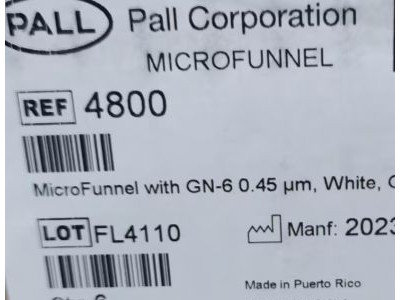 PALL Pall Corporation
MICROFUNNEL
REF 4800
MicroFunnel with GN-6 0.45 µm, White,
LOT FL4110 Manf: 2023
Made in Puerto Rico